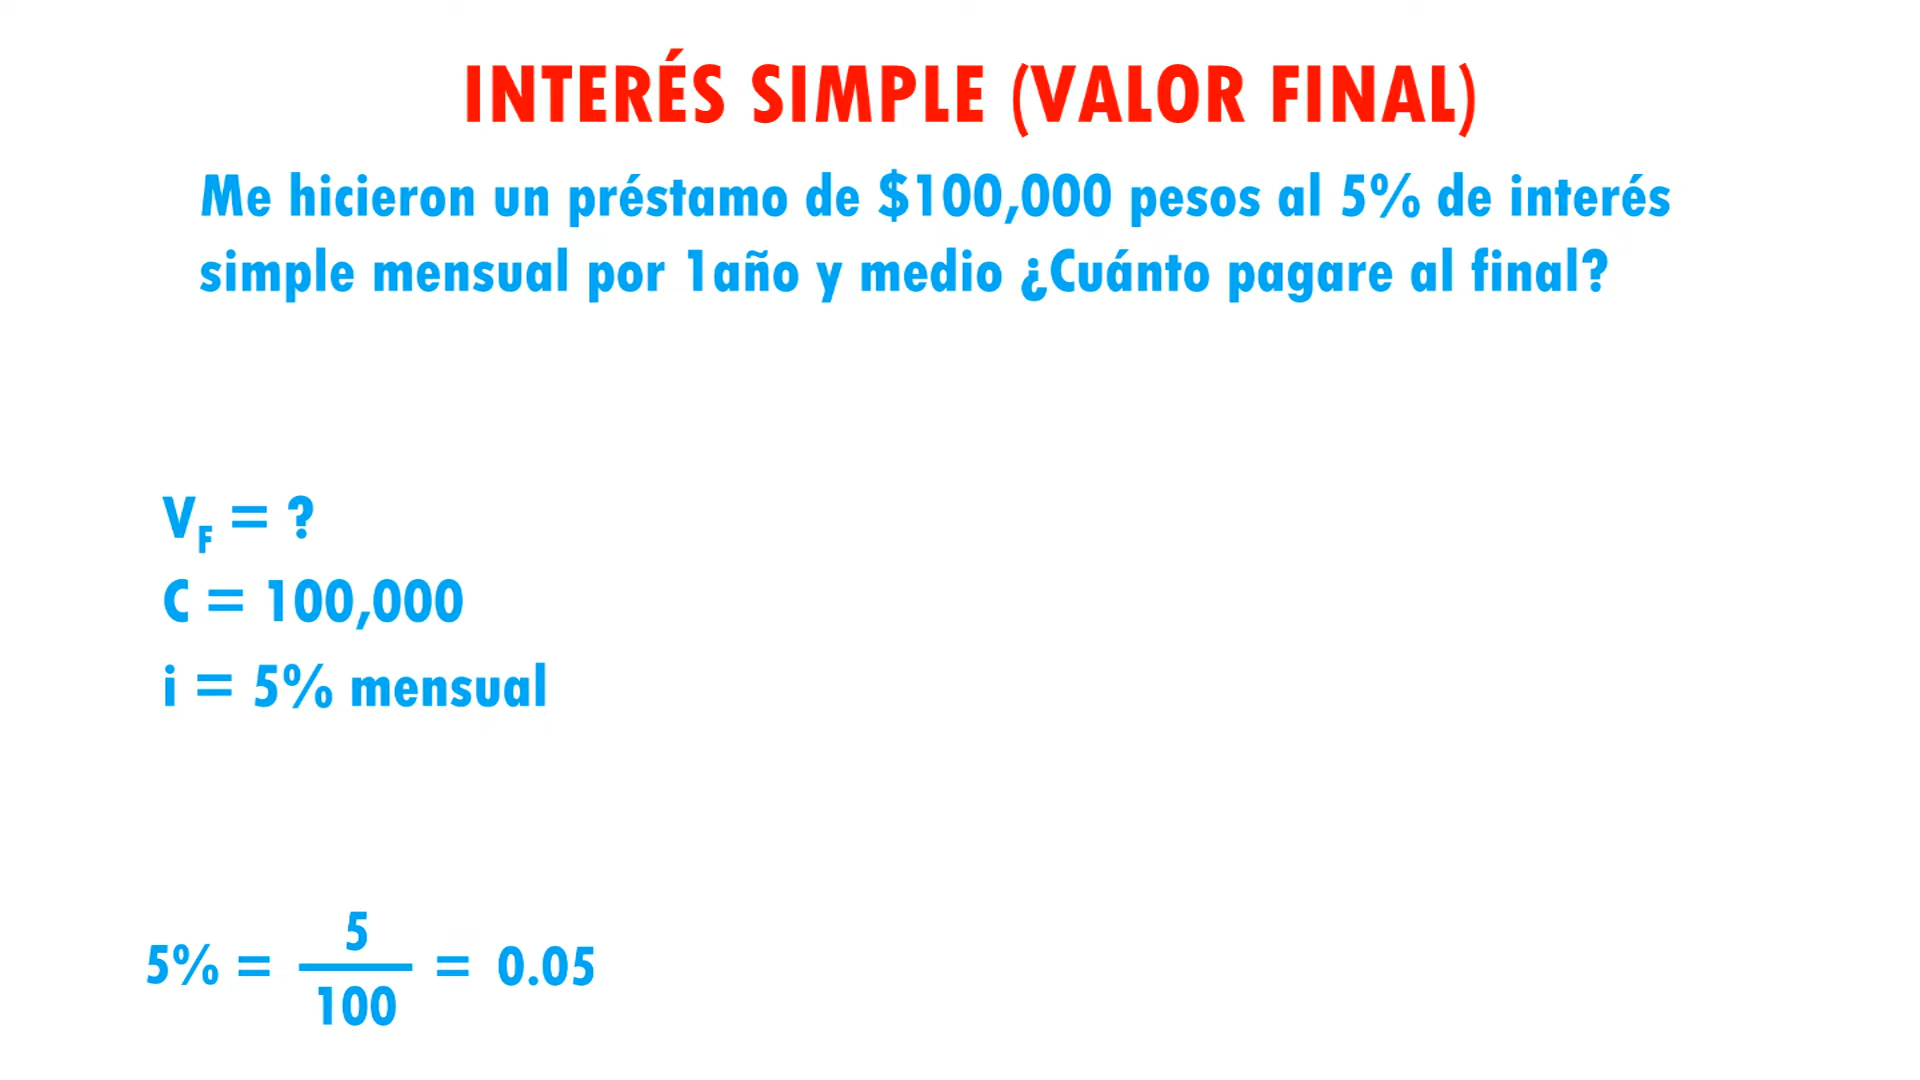 INTERÉS SIMPLE (VALOR FINAL)
Me hicieron un préstamo de $100,000 pesos al 5% de interés
simple mensual por 1año y medio ¿Cuánto pagare al final?
VF = ?
C = 100,000
i = 5% mensual
5% = 5/100 = 0.05